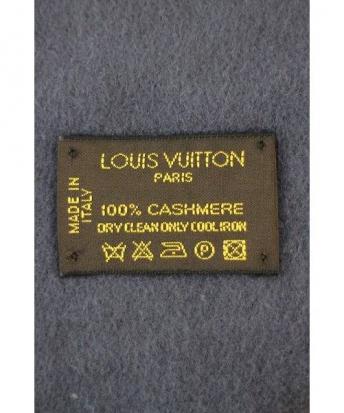 LOUIS VUITTON
PARIS
MADE IN
ITALY
100% CASHMERE
DRY CLEAN ONLY COOL IRON
P